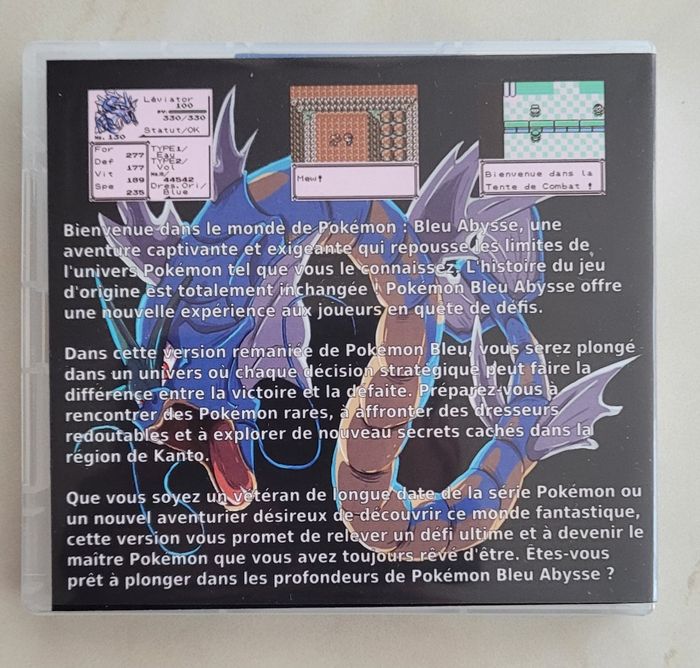 Léviator
100
PV:
330/330
Statut/OK
No.130
For 277
Def 177
Vit 189
Spe 235
TYPE1/
Eau
TYPE2/
Vol
No.ID/
44542
Dres.Ori/
Blue
Mew!
Bienvenue dans la
Tente de Combat !
Bienvenue dans le monde de Pokémon : Bleu Abysse, une
aventure captivante et exigeante qui repousse les limites de
l'univers Pokémon tel que vous le connaissez. L'histoire du jeu
d'origine est totalement inchangée ! Pokémon Bleu Abysse offre
une nouvelle expérience aux joueurs en quête de défis.
Dans cette version remaniée de Pokémon Bleu, vous serez plongé
dans un univers où chaque décision stratégique peut faire la
différence entre la victoire et la défaite. Préparez-vous à
rencontrer des Pokémon rares, à affronter des dresseurs
redoutables et à explorer de nouveau secrets cachés dans la
région de Kanto.
Que vous soyez un vétéran de longue date de la série Pokémon ou
un nouvel aventurier désireux de découvrir ce monde fantastique,
cette version vous promet de relever un défi ultime et à devenir le
maître Pokémon que vous avez toujours rêvé d'être. Êtes-vous
prêt à plonger dans les profondeurs de Pokémon Bleu Abysse ?